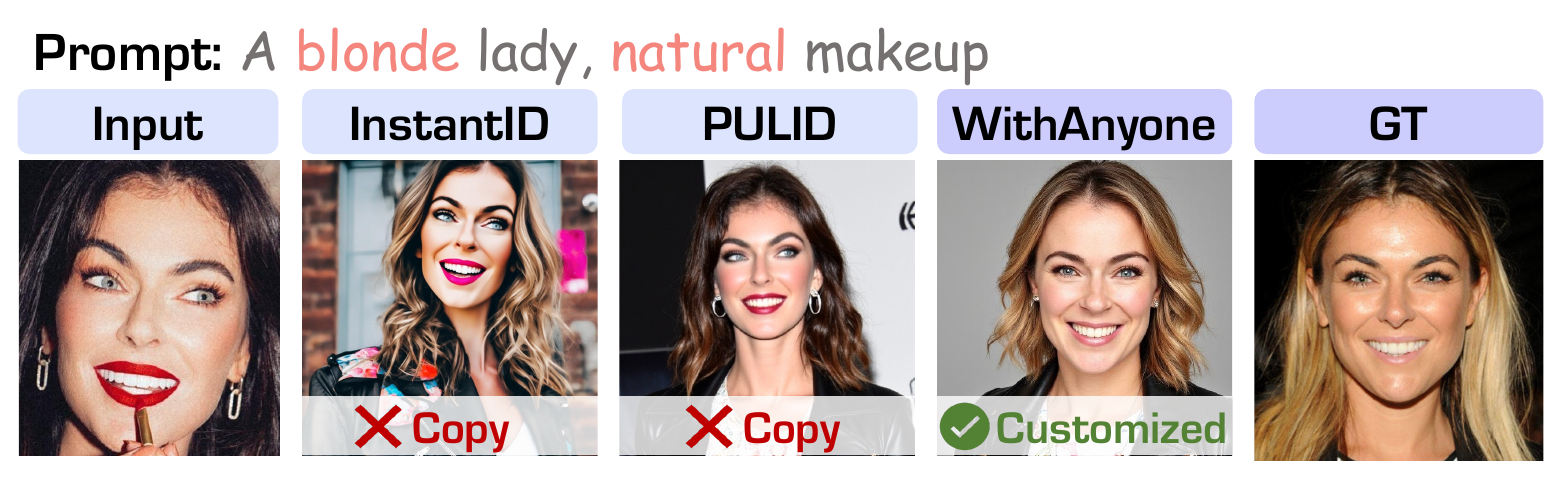 Prompt: A blonde lady, natural makeup
Input InstantID PULID WithAnyone GT
Copy Copy Customized